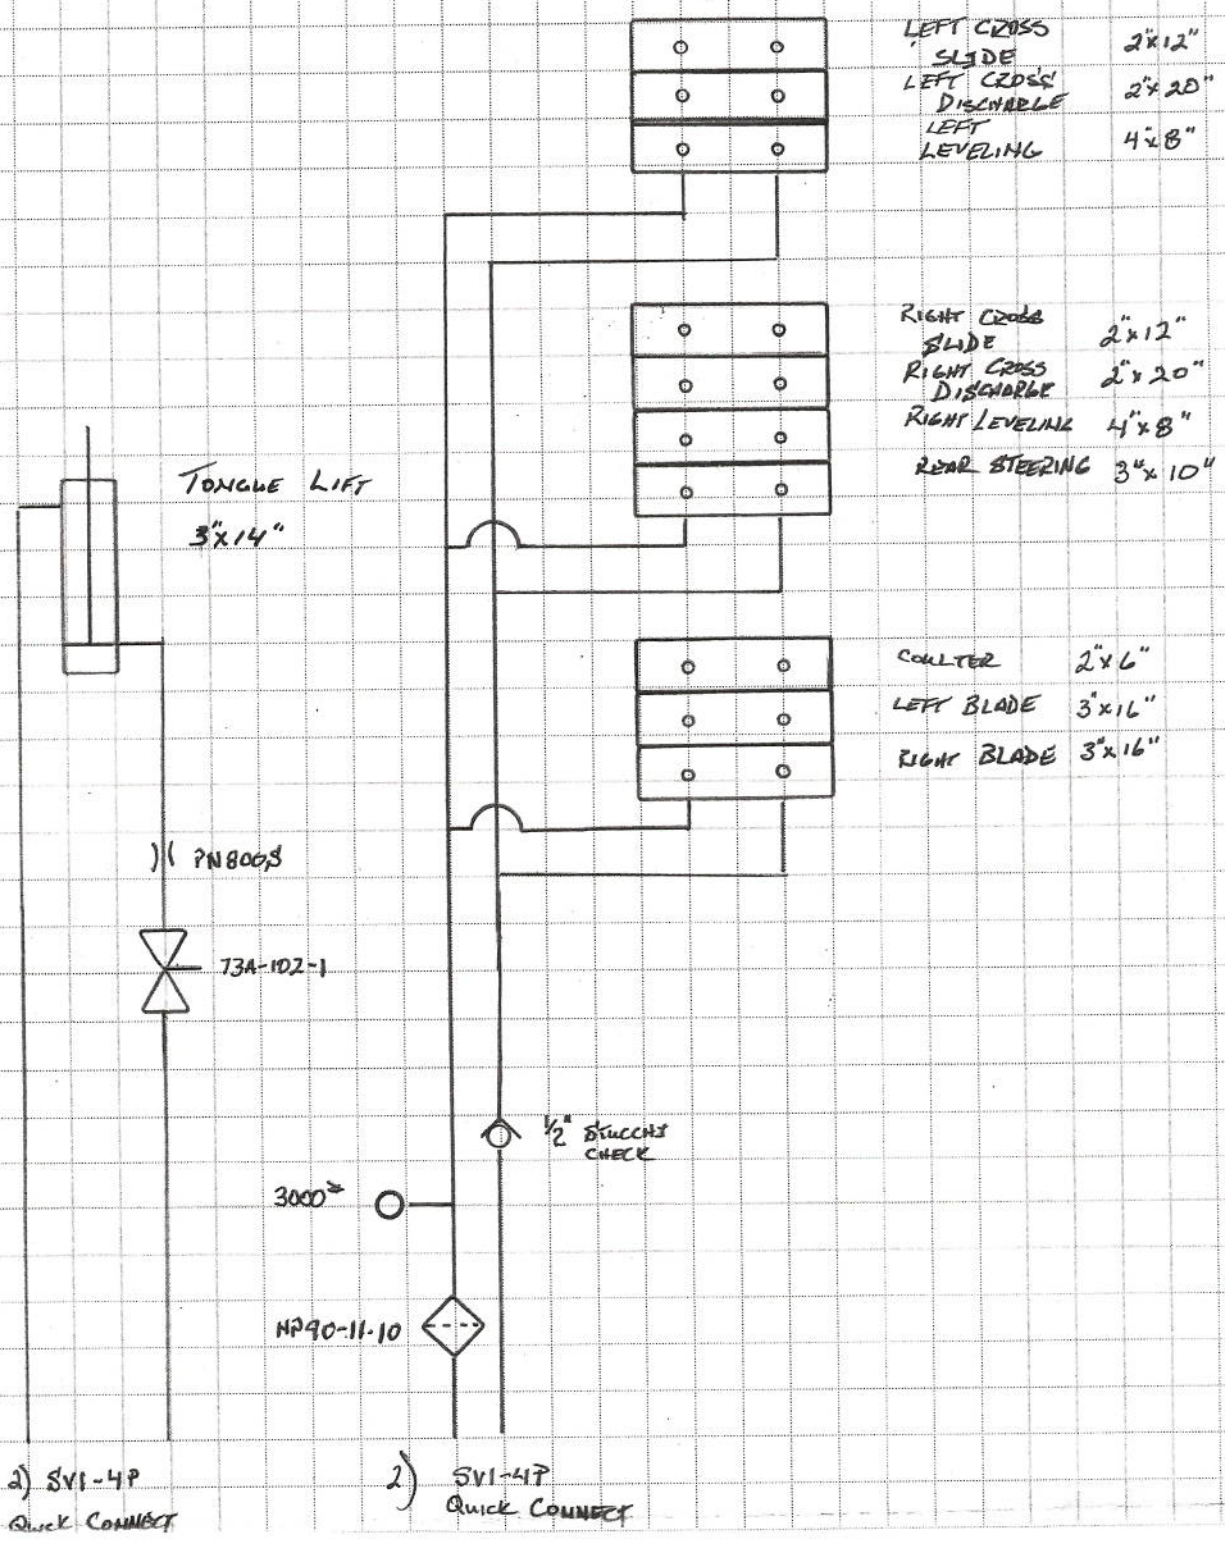 LEFT CROSS
SLIDE 2"x12"
LEFT CROSS
DISCHARGE 2"x20"
LEFT
LEVELING 4"x8"
RIGHT CROSS
SLIDE 2"x12"
RIGHT CROSS
DISCHARGE 2"x20"
RIGHT LEVELING 4"x8"
REAR STEERING 3"x10"
TONGUE LIFT
3"x14"
COULTER 2"x6"
LEFT BLADE 3"x16"
RIGHT BLADE 3"x16"
73A-102-1
1/2" STUCCHI
CHECK
3000#
HP90-11-10
2) SV1-4P
Quick CONNECT
2) SV1-4P
Quick CONNECT